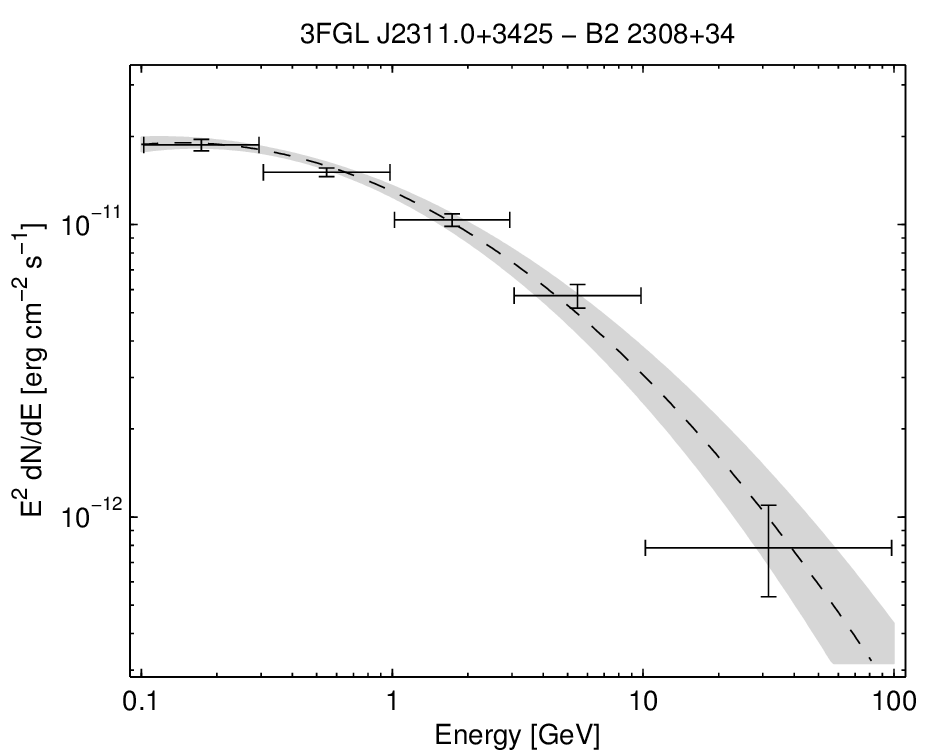 3FGL J2311.0+3425 − B2 2308+34
E² dN/dE [erg cm⁻² s⁻¹]
10⁻¹¹
10⁻¹²
0.1 1 10 100
Energy [GeV]